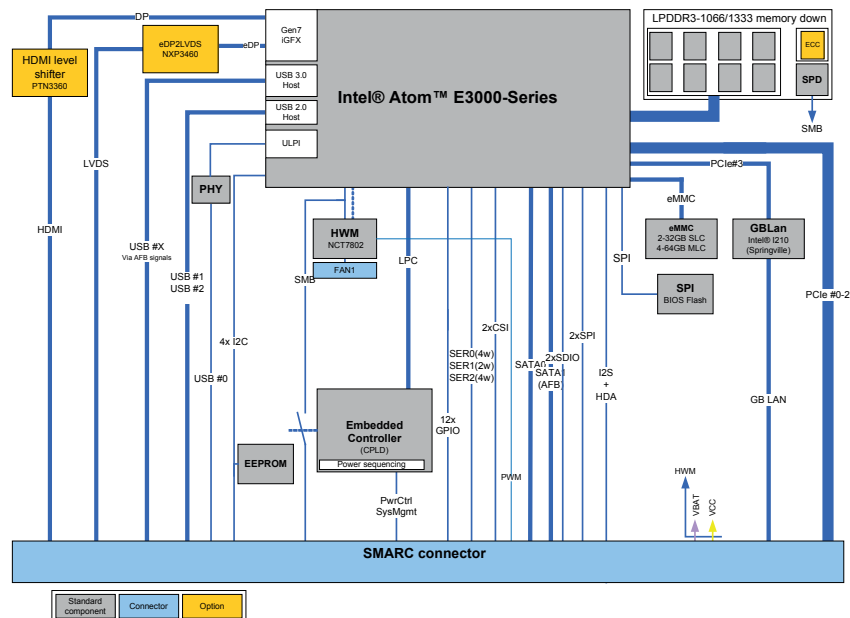 DP
LPDDR3-1066/1333 memory down
Gen7
iGFX
eDP2LVDS
NXP3460
eDP
ECC
HDMI level
shifter
PTN3360
USB 3.0
Host
SPD
Intel® Atom™ E3000-Series
USB 2.0
Host
SMB
ULPI
PCIe#3
LVDS
PHY
eMMC
HDMI
HWM
NCT7802
eMMC
2-32GB SLC
4-64GB MLC
GBLan
Intel® I210
(Springville)
USB #X
Via AFB signals
LPC
SPI
FAN1
SMB
USB #1
USB #2
SPI
BIOS Flash
PCIe #0-2
2xCSI
2xSPI
4x I2C
SER0(4w)
SER1(2w)
SER2(4w)
SATA0
2xSDIO
SATA1
(AFB)
I2S
+
HDA
USB #0
GB LAN
12x
GPIO
Embedded
Controller
(CPLD)
Power sequencing
EEPROM
PWM
HWM
PwrCtrl
SysMgmt
VBAT
VCC
SMARC connector
Standard
component
Connector
Option